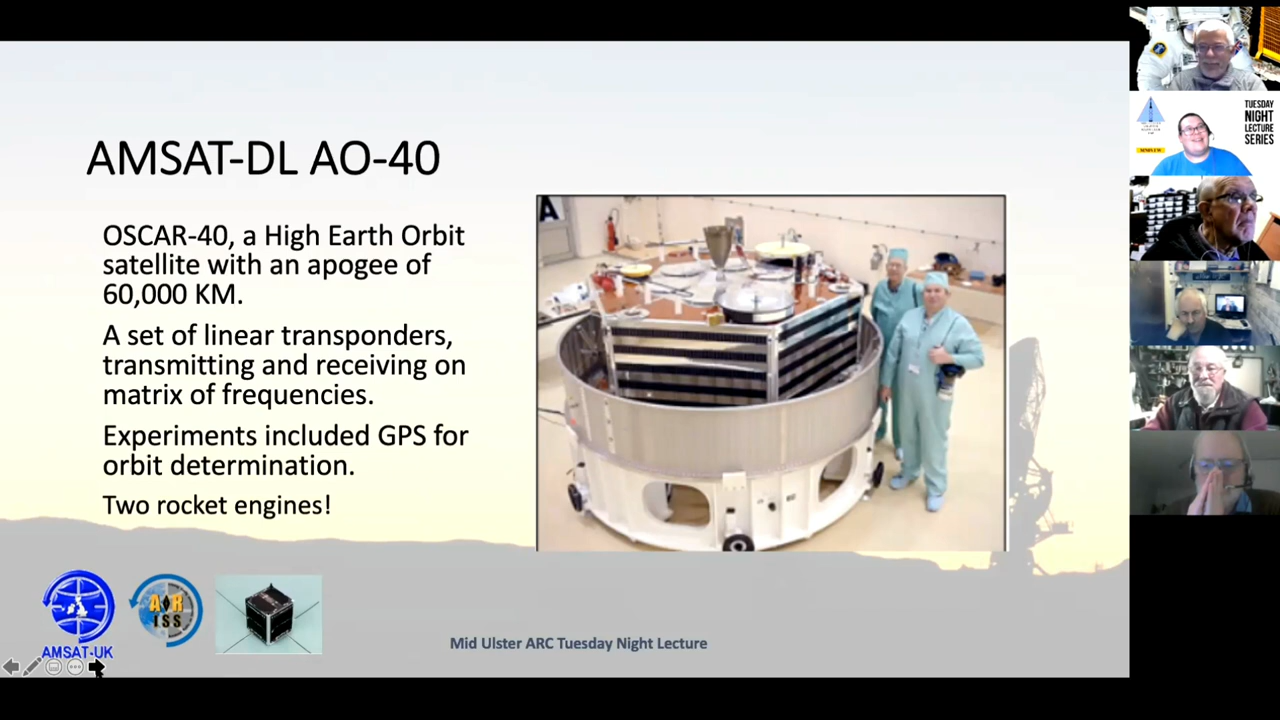 AMSAT-DL AO-40
OSCAR-40, a High Earth Orbit
satellite with an apogee of
60,000 KM.
A set of linear transponders,
transmitting and receiving on
matrix of frequencies.
Experiments included GPS for
orbit determination.
Two rocket engines!
A
AMSAT-UK
ARISS
Mid Ulster ARC Tuesday Night Lecture
TUESDAY
NIGHT
LECTURE
SERIES